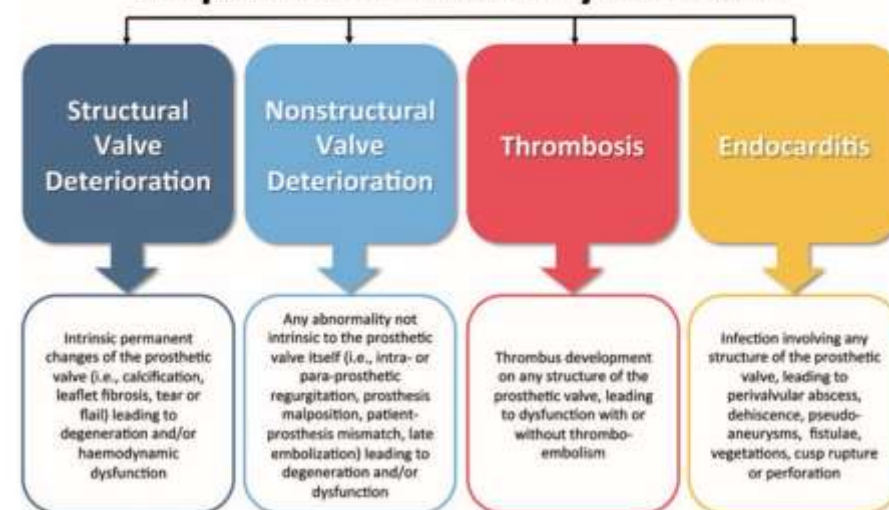 Structural
Valve
Deterioration
Nonstructural
Valve
Deterioration
Thrombosis
Endocarditis
Intrinsic permanent
changes of the prosthetic
valve (i.e., calcification,
leaflet fibrosis, tear or
flail) leading to
degeneration and/or
haemodynamic
dysfunction
Any abnormality not
intrinsic to the prosthetic
valve itself (i.e., intra- or
para-prosthetic
regurgitation, prosthesis
malposition, patient-
prosthesis mismatch, late
embolization) leading to
degeneration and/or
dysfunction
Thrombus development
on any structure of the
prosthetic valve, leading
to dysfunction with or
without thrombo-
embolism
Infection involving any
structure of the prosthetic
valve, leading to
perivalvular abscess,
dehiscence, pseudo-
aneurysms, fistulae,
vegetations, cusp rupture
or perforation